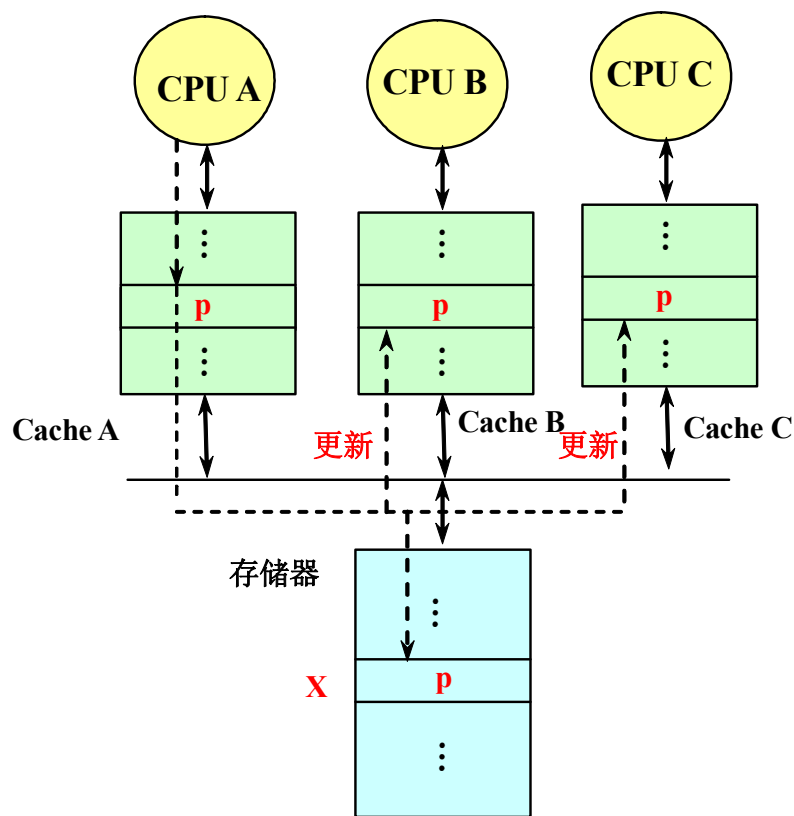 CPU A
CPU B
CPU C
⋮
⋮
⋮
p
p
p
⋮
⋮
⋮
Cache A
更新
Cache B
更新
Cache C
存储器
⋮
X
p
⋮